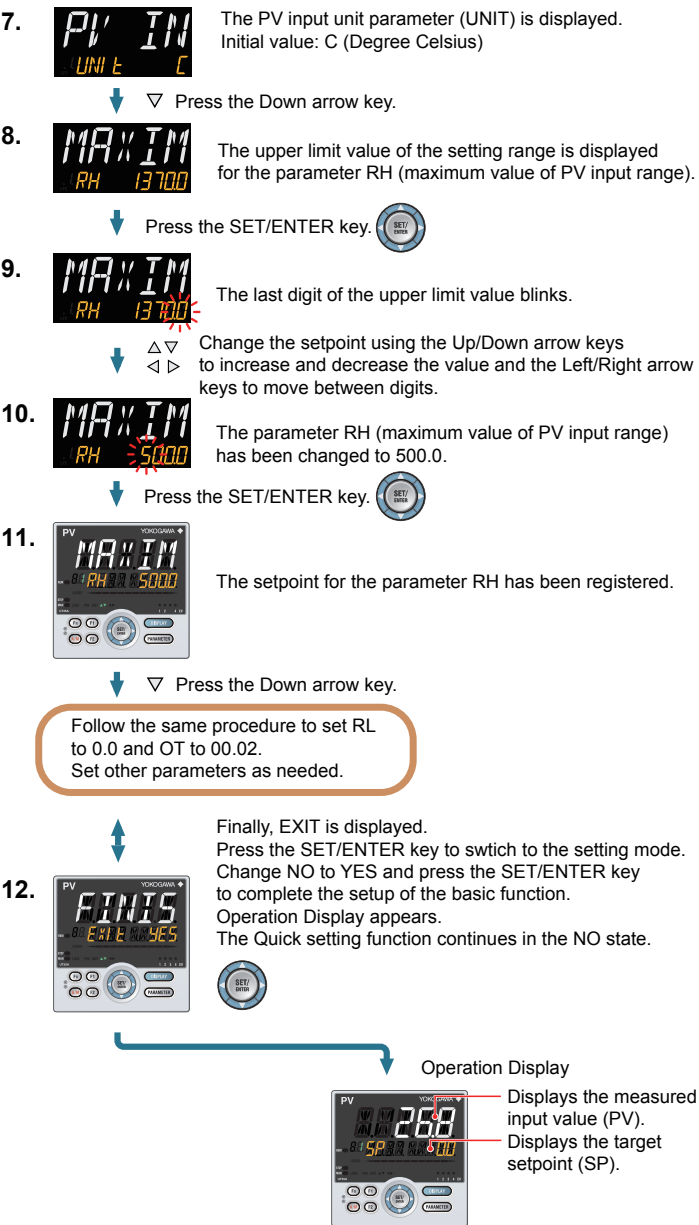 7.
PV IN
UNIT C
The PV input unit parameter (UNIT) is displayed.
Initial value: C (Degree Celsius)
▽ Press the Down arrow key.
8.
MAXIM
RH 1370.0
The upper limit value of the setting range is displayed
for the parameter RH (maximum value of PV input range).
Press the SET/ENTER key.
SET/
ENTER
9.
MAXIM
RH 1370.0
The last digit of the upper limit value blinks.
△ ▽
◁ ▷
Change the setpoint using the Up/Down arrow keys
to increase and decrease the value and the Left/Right arrow
keys to move between digits.
10.
MAXIM
RH 500.0
The parameter RH (maximum value of PV input range)
has been changed to 500.0.
Press the SET/ENTER key.
SET/
ENTER
11.
PV YOKOGAWA
MAXIM
RH 500.0
SET/
ENTER
DISPLAY
PARAMETER
The setpoint for the parameter RH has been registered.
▽ Press the Down arrow key.
Follow the same procedure to set RL
to 0.0 and OT to 00.02.
Set other parameters as needed.
Finally, EXIT is displayed.
Press the SET/ENTER key to swtich to the setting mode.
Change NO to YES and press the SET/ENTER key
to complete the setup of the basic function.
Operation Display appears.
The Quick setting function continues in the NO state.
12.
PV YOKOGAWA
FINIS
EXIT YES
SET/
ENTER
DISPLAY
PARAMETER
SET/
ENTER
Operation Display
PV YOKOGAWA
26.8
SP 0.0
SET/
ENTER
DISPLAY
PARAMETER
Displays the measured
input value (PV).
Displays the target
setpoint (SP).